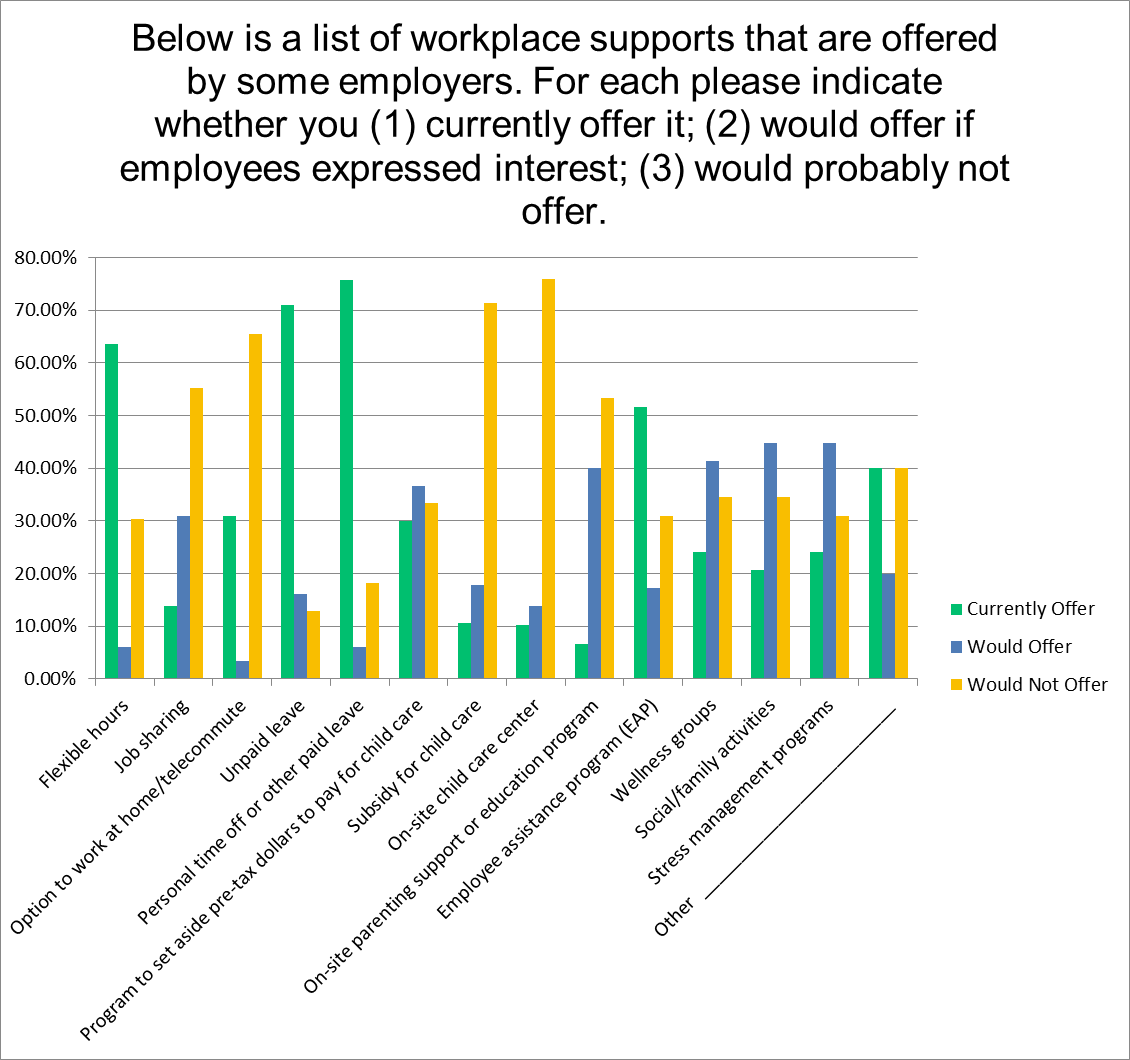 Below is a list of workplace supports that are offered
by some employers. For each please indicate
whether you (1) currently offer it; (2) would offer if
employees expressed interest; (3) would probably not
offer.
80.00%
70.00%
60.00%
50.00%
40.00%
30.00%
20.00%
10.00%
0.00%
Flexible hours
Job sharing
Option to work at home/telecommute
Unpaid leave
Personal time off or other paid leave
Program to set aside pre-tax dollars to pay for child care
Subsidy for child care
On-site child care center
On-site parenting support or education program
Employee assistance program (EAP)
Wellness groups
Social/family activities
Stress management programs
Other
Currently Offer
Would Offer
Would Not Offer